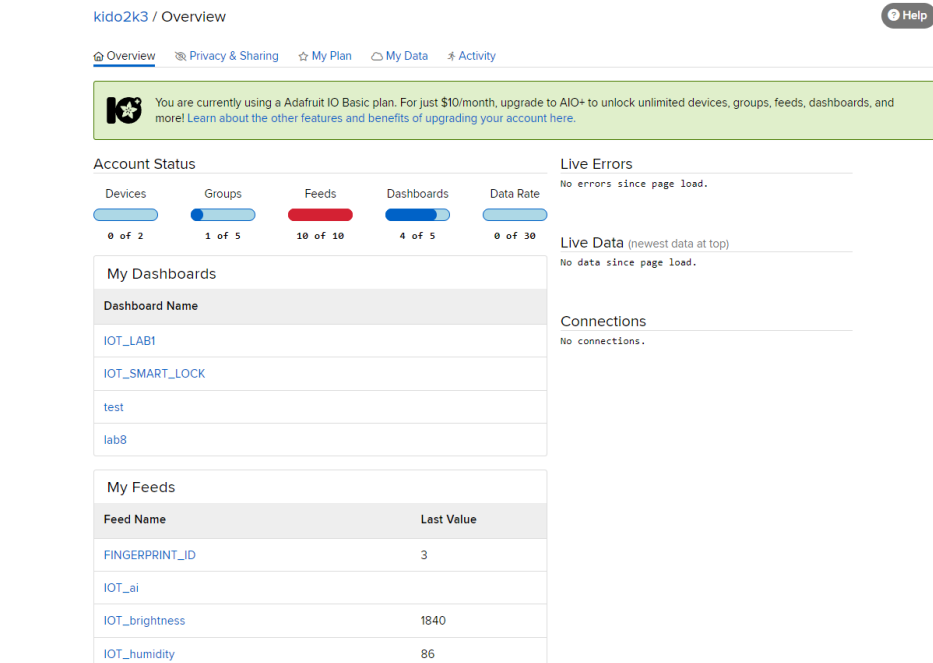 kido2k3 / Overview
Help
Overview Privacy & Sharing My Plan My Data Activity
IO
You are currently using a Adafruit IO Basic plan. For just $10/month, upgrade to AIO+ to unlock unlimited devices, groups, feeds, dashboards, and
more! Learn about the other features and benefits of upgrading your account here.
Account Status
Devices Groups Feeds Dashboards Data Rate
0 of 2 1 of 5 10 of 10 4 of 5 0 of 30
My Dashboards
Dashboard Name
IOT_LAB1
IOT_SMART_LOCK
test
lab8
My Feeds
Feed Name Last Value
FINGERPRINT_ID 3
IOT_ai
IOT_brightness 1840
IOT_humidity 86
Live Errors
No errors since page load.
Live Data (newest data at top)
No data since page load.
Connections
No connections.